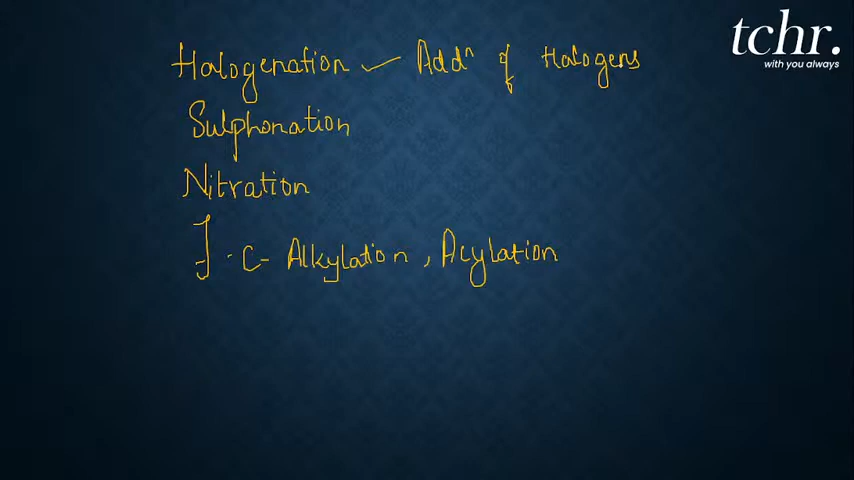 tchr.
with you always
Halogenation ✓ Addⁿ of Halogens
Sulphonation
Nitration
F.C- Alkylation, Acylation